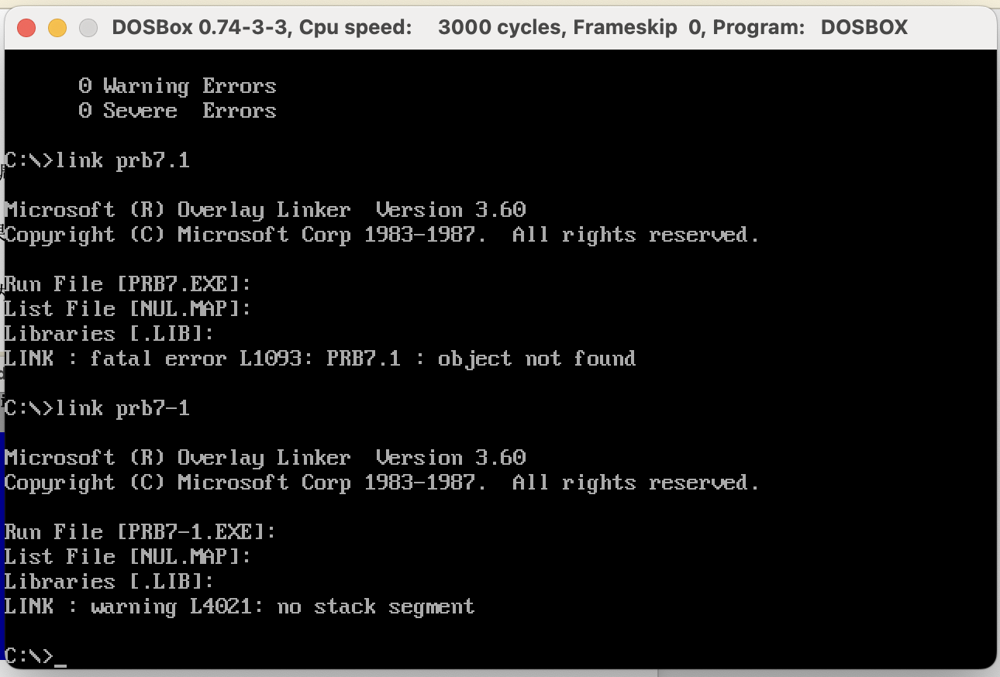 DOSBox 0.74-3-3, Cpu speed:    3000 cycles, Frameskip  0, Program:   DOSBOX
      0 Warning Errors
      0 Severe  Errors
C:\>link prb7.1
Microsoft (R) Overlay Linker  Version 3.60
Copyright (C) Microsoft Corp 1983-1987.  All rights reserved.
Run File [PRB7.EXE]:
List File [NUL.MAP]:
Libraries [.LIB]:
LINK : fatal error L1093: PRB7.1 : object not found
C:\>link prb7-1
Microsoft (R) Overlay Linker  Version 3.60
Copyright (C) Microsoft Corp 1983-1987.  All rights reserved.
Run File [PRB7-1.EXE]:
List File [NUL.MAP]:
Libraries [.LIB]:
LINK : warning L4021: no stack segment
C:\>_